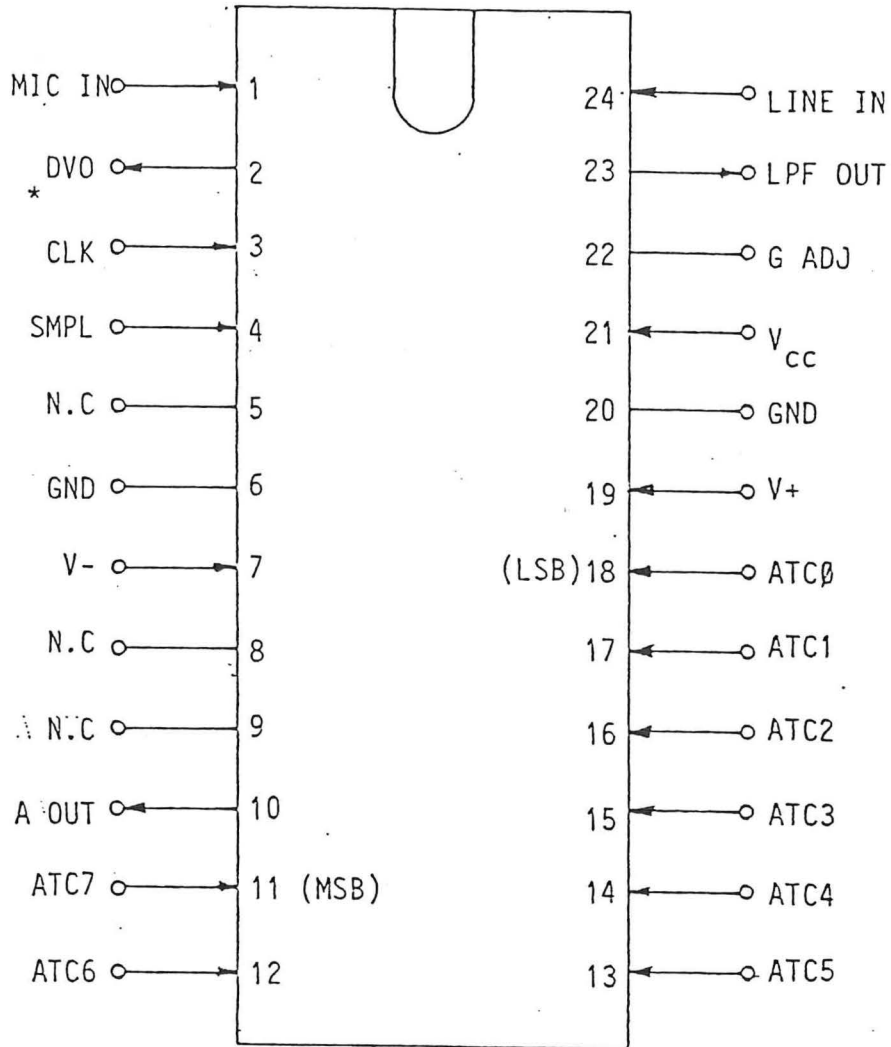 MIC IN 1 24 LINE IN
DVO 2 23 LPF OUT
*
CLK 3 22 G ADJ
SMPL 4 21 Vcc
N.C 5 20 GND
GND 6 19 V+
V- 7 (LSB) 18 ATCØ
N.C 8 17 ATC1
N.C 9 16 ATC2
A OUT 10 15 ATC3
ATC7 11 (MSB) 14 ATC4
ATC6 12 13 ATC5